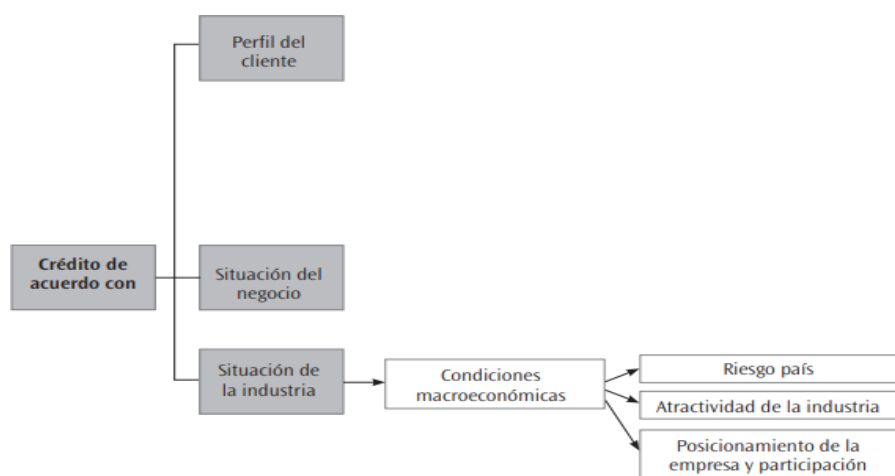 Perfil del
cliente
Crédito de
acuerdo con
Situación del
negocio
Situación de
la industria
Condiciones
macroeconómicas
Riesgo país
Atractividad de la industria
Posicionamiento de la
empresa y participación